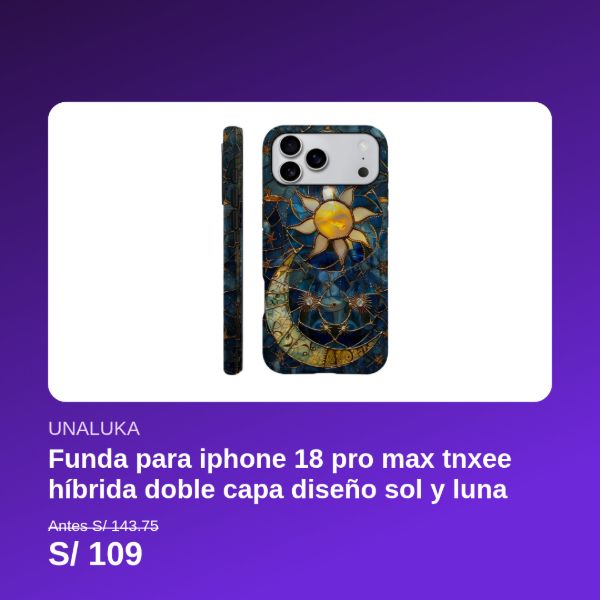 UNALUKA
Funda para iphone 18 pro max tnxee
híbrida doble capa diseño sol y luna
Antes S/ 143.75
S/ 109